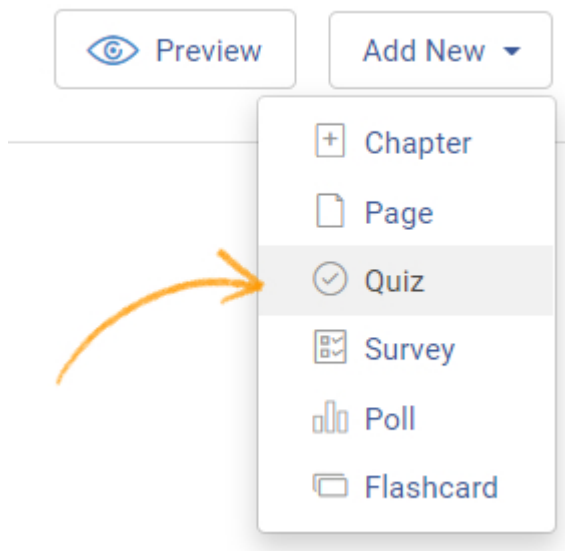 Preview
Add New
Chapter
Page
Quiz
Survey
Poll
Flashcard